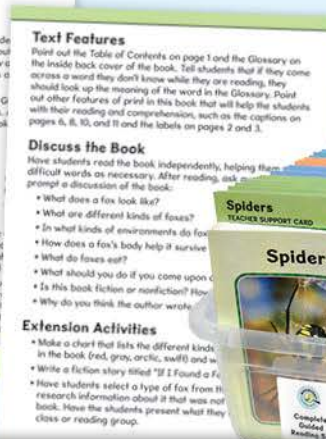 Text Features
Point out the Table of Contents on page 1 and the Glossary on
the inside back cover of the book. Tell students that if they come
across a word they don't know while they are reading, they
should look up the meaning of the word in the Glossary. Point
out other features of print in this book that will help the students
with their reading and comprehension, such as the captions on
pages 6, 8, 10, and 11 and the labels on pages 2 and 3.
Discuss the Book
Have students read the book independently, helping them
difficult words as necessary. After reading, ask
prompt a discussion of the book:
• What does a fox look like?
• What are different kinds of foxes?
• In what kinds of environments do
• How does a fox's body help it survive
• What do foxes eat?
• What should you do if you come upon
• Is this book fiction or nonfiction?
• Why do you think the author wrote
Extension Activities
• Make a chart that lists the different kinds
in the book (red, gray, arctic, swift) and
• Write a fiction story titled "If I Found a
• Have students select a type of fox from
research information about it that was not
book. Have the students present what they
class or reading group.
Spiders
TEACHER SUPPORT CARD
Spider
Complete
Guided
Reading